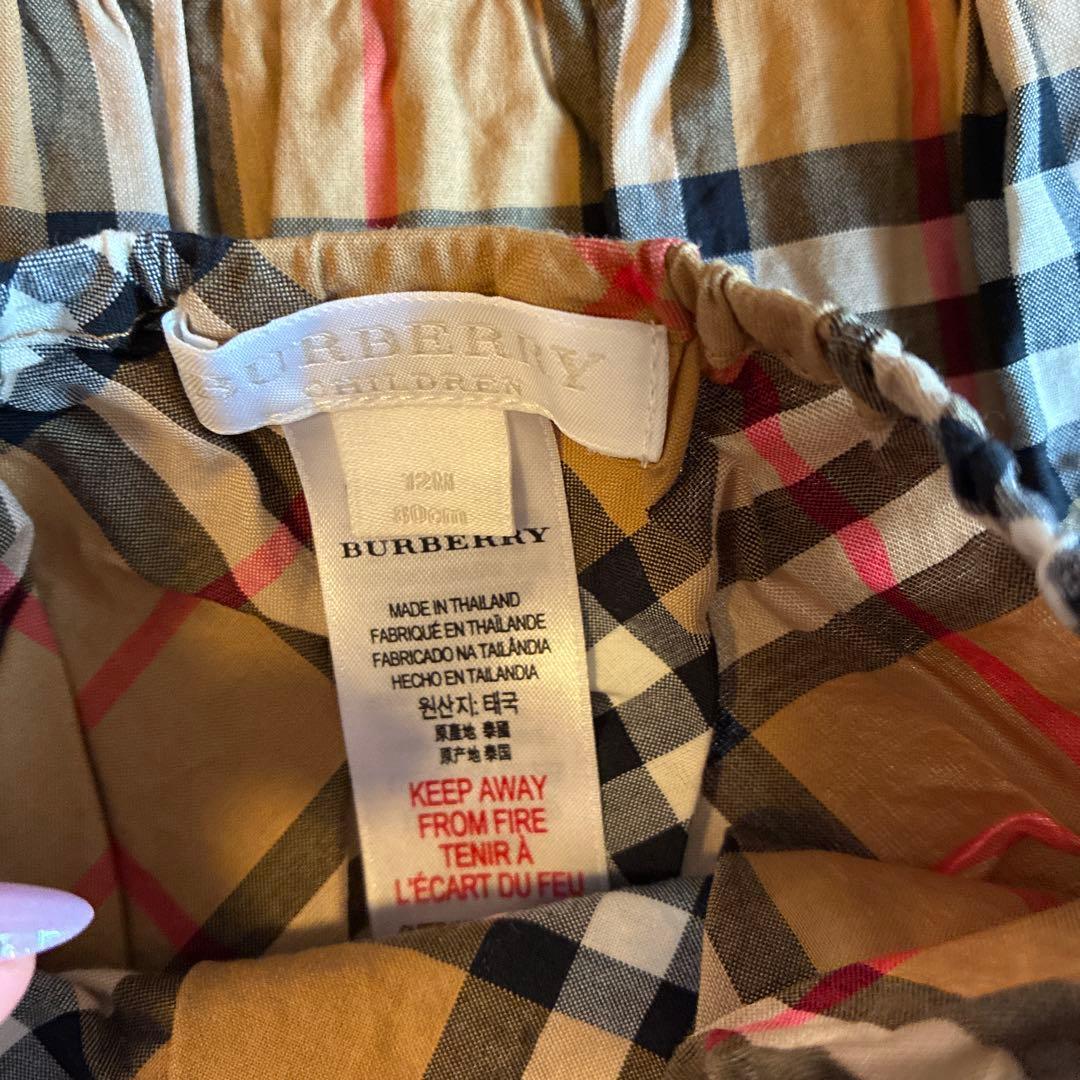 BURBERRY
CHILDREN
12M
80cm
BURBERRY
MADE IN THAILAND
FABRIQUÉ EN THAÏLANDE
FABRICADO NA TAILÂNDIA
HECHO EN TAILANDIA
원산지: 태국
原產地 泰國
原产地 泰国
KEEP AWAY
FROM FIRE
TENIR À
L'ÉCART DU FEU